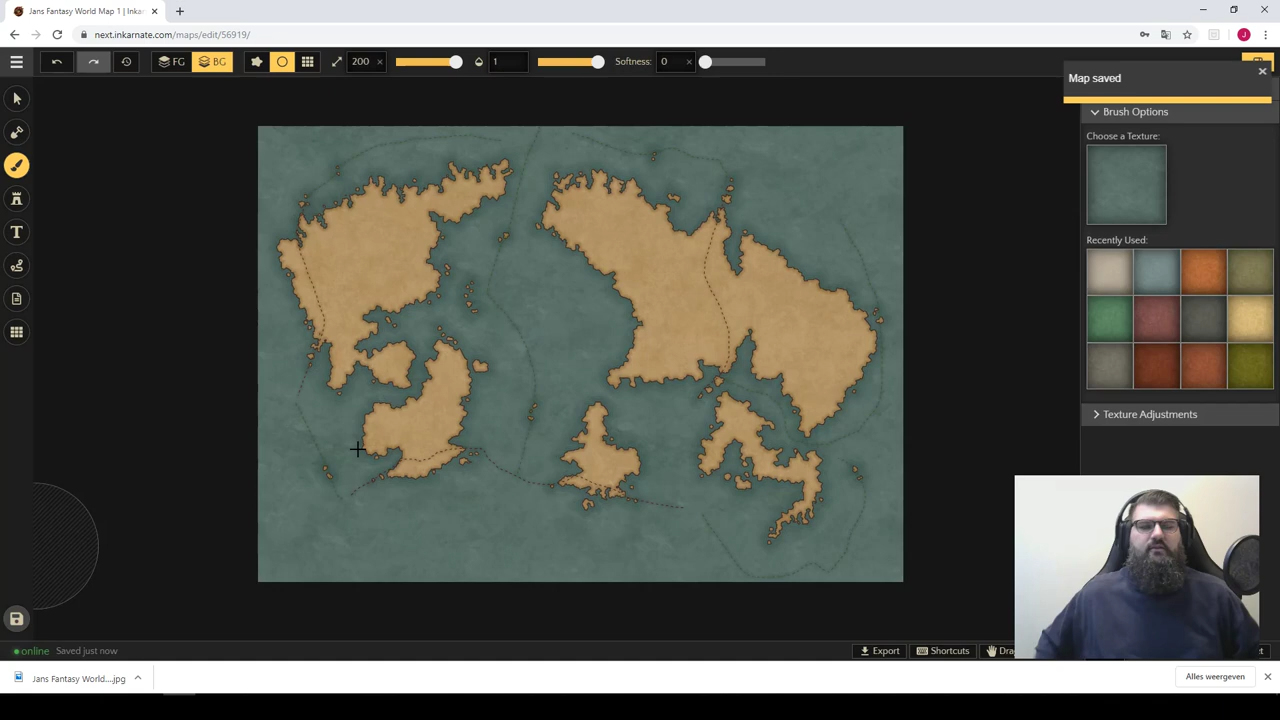 Jans Fantasy World Map 1 | Inkar
next.inkarnate.com/maps/edit/56919/
J
FG
BG
200
1
Softness:
0
Map saved
Brush Options
Choose a Texture:
Recently Used:
Texture Adjustments
online
Saved just now
Export
Shortcuts
Jans Fantasy World....jpg
Alles weergeven